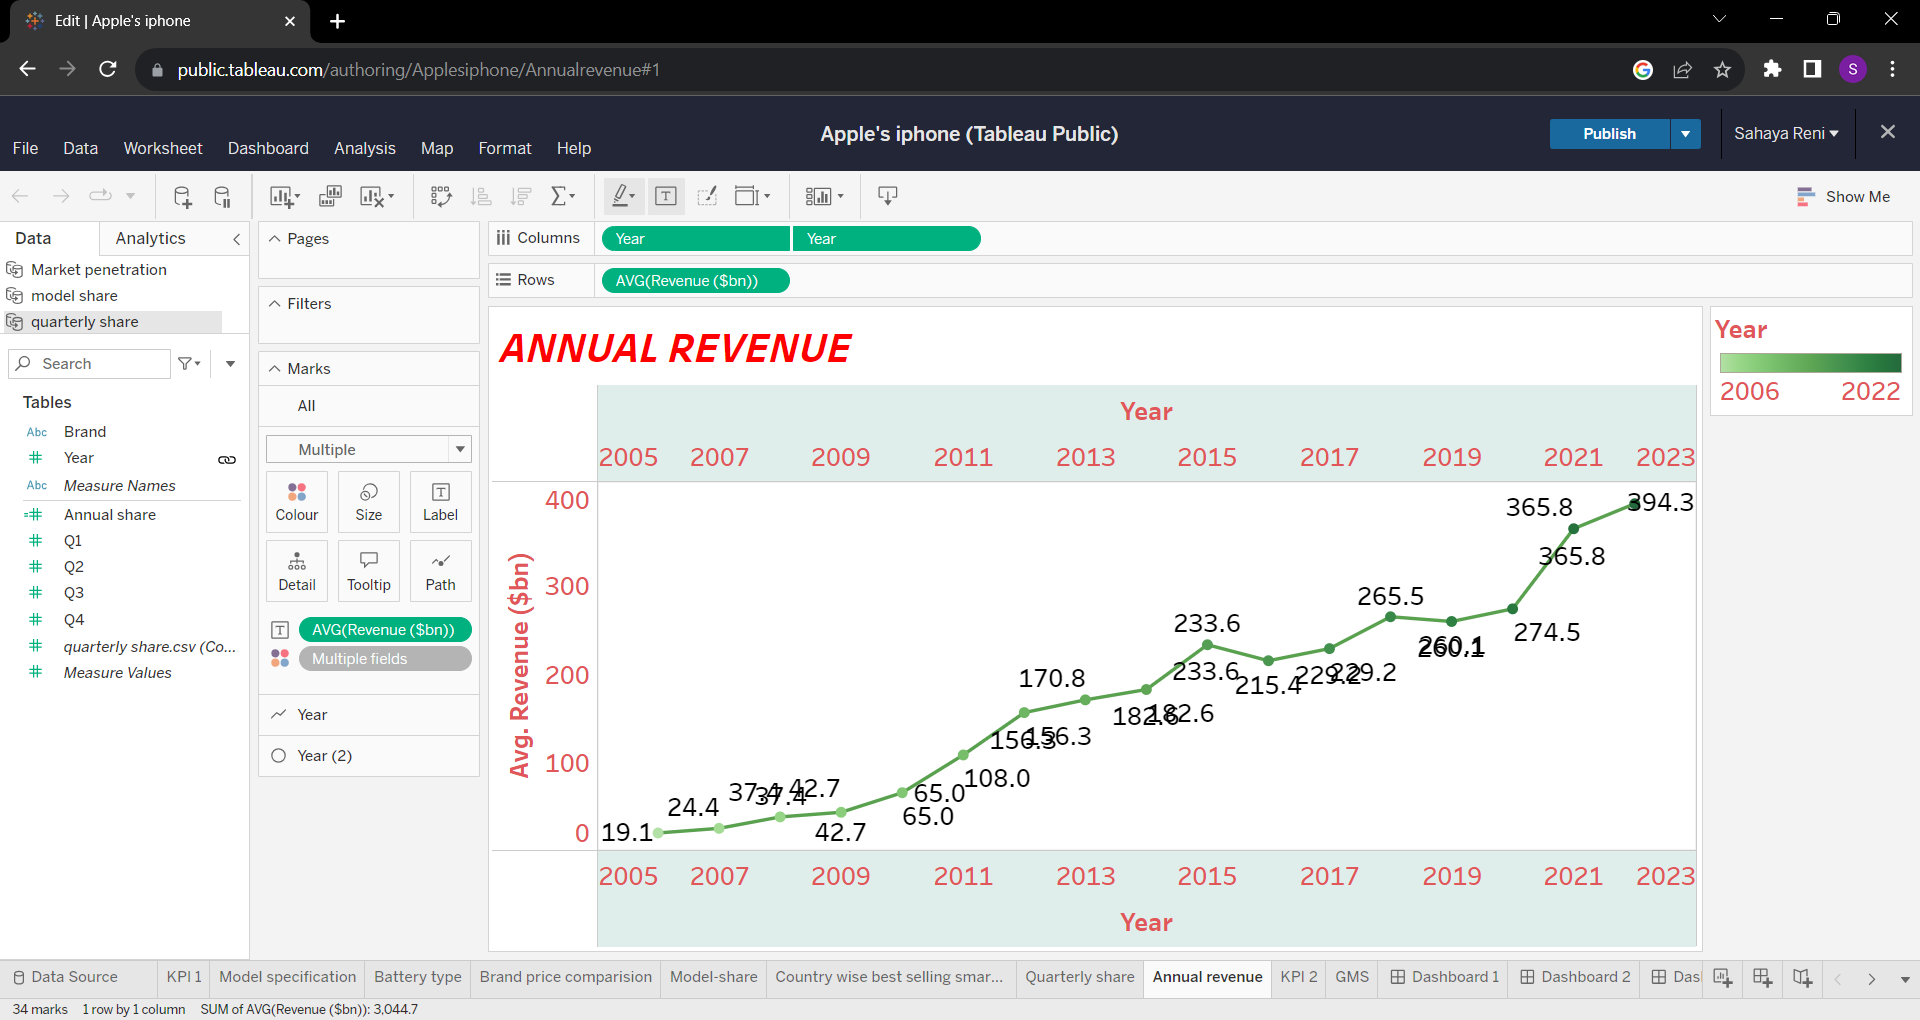 Edit | Apple's iphone
public.tableau.com/authoring/Applesiphone/Annualrevenue#1
S
File Data Worksheet Dashboard Analysis Map Format Help
Apple's iphone (Tableau Public)
Publish
Sahaya Reni
Show Me
Data Analytics
Market penetration
model share
quarterly share
Search
Tables
Abc Brand
Year
Abc Measure Names
Annual share
Q1
Q2
Q3
Q4
quarterly share.csv (Co...
Measure Values
Pages
Filters
Marks
All
Multiple
Colour Size Label
Detail Tooltip Path
AVG(Revenue ($bn))
Multiple fields
Year
Year (2)
Columns Year Year
Rows AVG(Revenue ($bn))
ANNUAL REVENUE
Year
2005 2007 2009 2011 2013 2015 2017 2019 2021 2023
Avg. Revenue ($bn)
400
300
200
100
0
19.1
24.4
37.4
37.4
42.7
42.7
65.0
65.0
108.0
156.3
156.3
170.8
182.6
182.6
233.6
233.6
215.4
229.2
229.2
265.5
260.1
260.1
274.5
365.8
365.8
394.3
2005 2007 2009 2011 2013 2015 2017 2019 2021 2023
Year
Year
2006 2022
Data Source KPI 1 Model specification Battery type Brand price comparision Model-share Country wise best selling smar... Quarterly share Annual revenue KPI 2 GMS Dashboard 1 Dashboard 2 Das
34 marks 1 row by 1 column SUM of AVG(Revenue ($bn)): 3,044.7